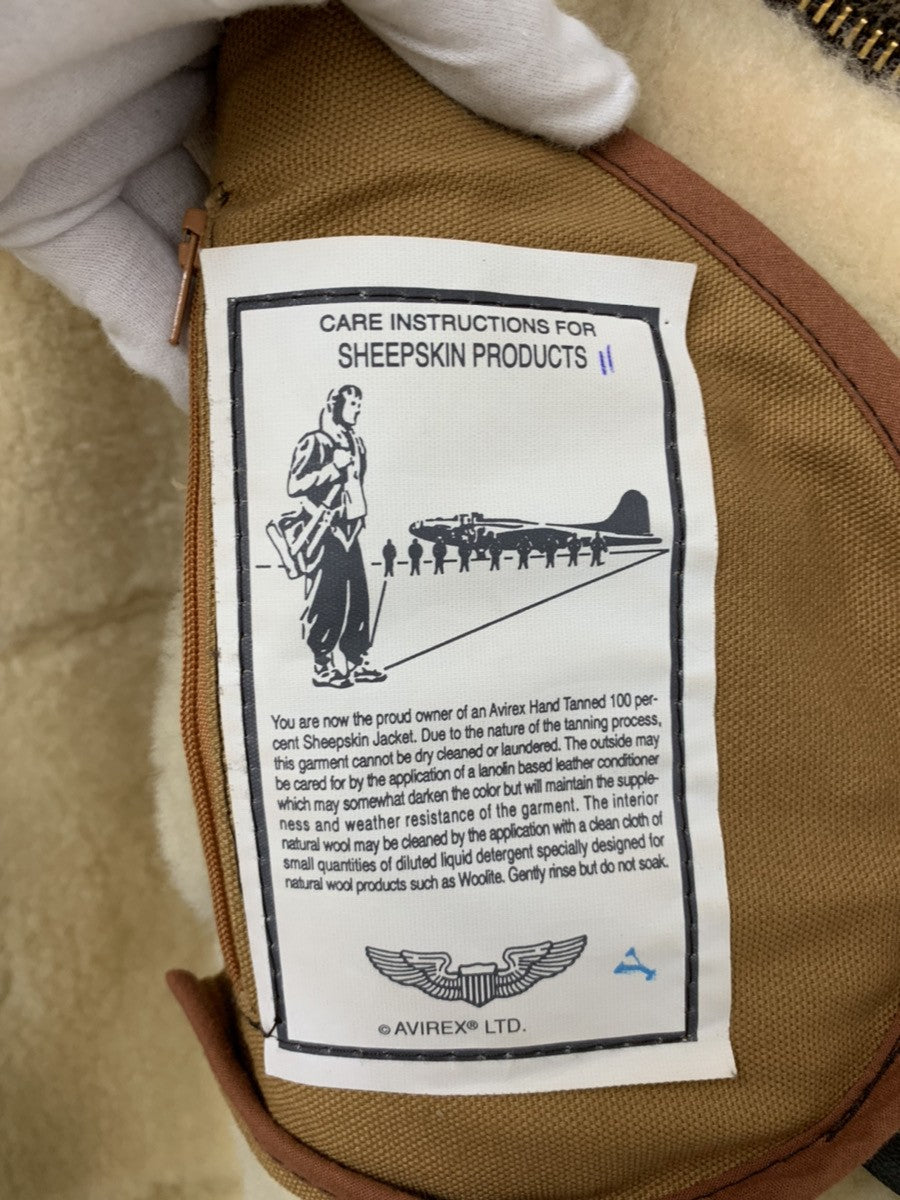 CARE INSTRUCTIONS FOR
SHEEPSKIN PRODUCTS 11
You are now the proud owner of an Avirex Hand Tanned 100 per-
cent Sheepskin Jacket. Due to the nature of the tanning process,
this garment cannot be dry cleaned or laundered. The outside may
be cared for by the application of a lanolin based leather conditioner
which may somewhat darken the color but will maintain the supple-
ness and weather resistance of the garment. The interior
natural wool may be cleaned by the application with a clean cloth of
small quantities of diluted liquid detergent specially designed for
natural wool products such as Woolite. Gently rinse but do not soak.
© AVIREX® LTD.